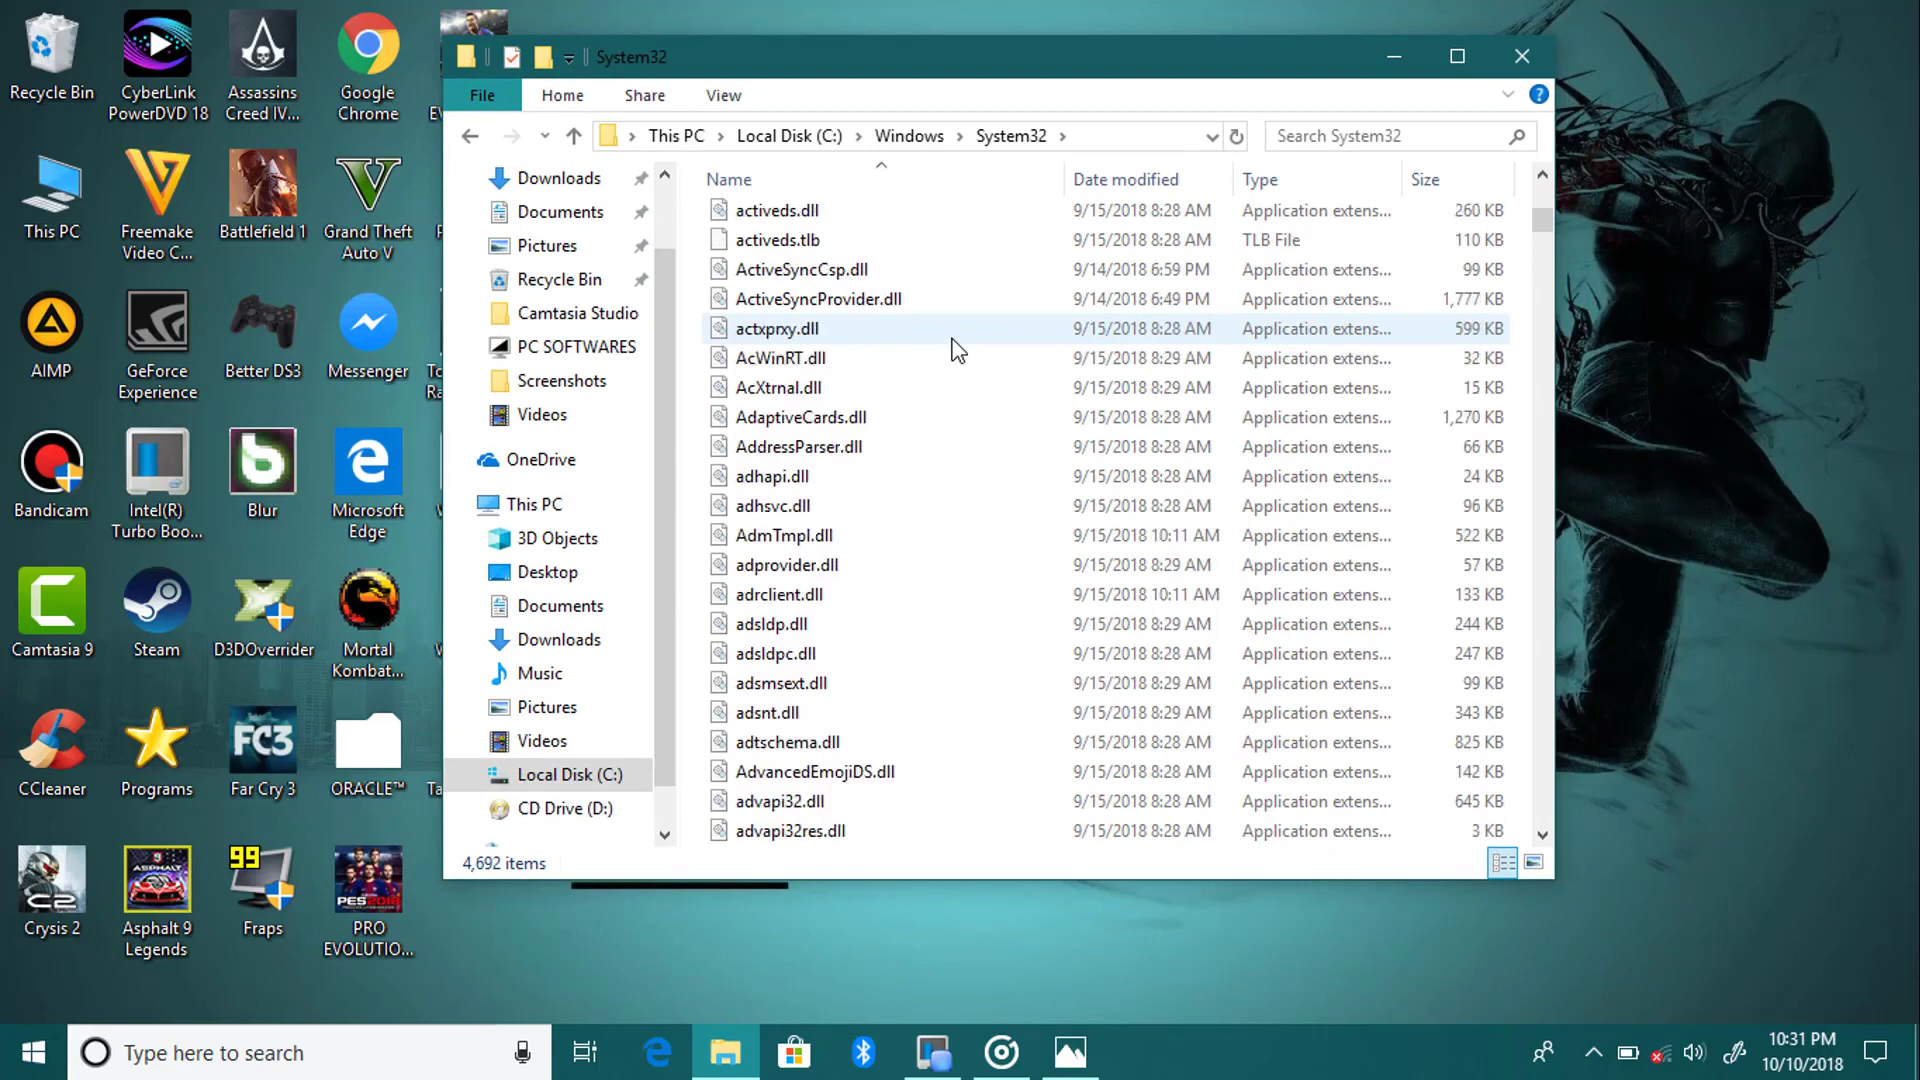 Recycle Bin
CyberLink
PowerDVD 18
Assassins
Creed IV...
Google
Chrome
This PC
Freemake
Video C...
Battlefield 1
Grand Theft
Auto V
AIMP
GeForce
Experience
Better DS3
Messenger
Bandicam
Intel(R)
Turbo Boo...
Blur
Microsoft
Edge
Camtasia 9
Steam
D3DOverrider
Mortal
Kombat...
CCleaner
Programs
FC3
Far Cry 3
ORACLE™
C2
Crysis 2
ASPHALT 9
Asphalt 9
Legends
99
Fraps
PES 2018
PRO
EVOLUTIO...
System32
File Home Share View
This PC Local Disk (C:) Windows System32
Search System32
Downloads
Documents
Pictures
Recycle Bin
Camtasia Studio
PC SOFTWARES
Screenshots
Videos
OneDrive
This PC
3D Objects
Desktop
Documents
Downloads
Music
Pictures
Videos
Local Disk (C:)
CD Drive (D:)
Name Date modified Type Size
activeds.dll 9/15/2018 8:28 AM Application extens... 260 KB
activeds.tlb 9/15/2018 8:28 AM TLB File 110 KB
ActiveSyncCsp.dll 9/14/2018 6:59 PM Application extens... 99 KB
ActiveSyncProvider.dll 9/14/2018 6:49 PM Application extens... 1,777 KB
actxprxy.dll 9/15/2018 8:28 AM Application extens... 599 KB
AcWinRT.dll 9/15/2018 8:29 AM Application extens... 32 KB
AcXtrnal.dll 9/15/2018 8:29 AM Application extens... 15 KB
AdaptiveCards.dll 9/15/2018 8:28 AM Application extens... 1,270 KB
AddressParser.dll 9/15/2018 8:28 AM Application extens... 66 KB
adhapi.dll 9/15/2018 8:28 AM Application extens... 24 KB
adhsvc.dll 9/15/2018 8:28 AM Application extens... 96 KB
AdmTmpl.dll 9/15/2018 10:11 AM Application extens... 522 KB
adprovider.dll 9/15/2018 8:29 AM Application extens... 57 KB
adrclient.dll 9/15/2018 10:11 AM Application extens... 133 KB
adsldp.dll 9/15/2018 8:29 AM Application extens... 244 KB
adsldpc.dll 9/15/2018 8:28 AM Application extens... 247 KB
adsmsext.dll 9/15/2018 8:29 AM Application extens... 99 KB
adsnt.dll 9/15/2018 8:29 AM Application extens... 343 KB
adtschema.dll 9/15/2018 8:28 AM Application extens... 825 KB
AdvancedEmojiDS.dll 9/15/2018 8:28 AM Application extens... 142 KB
advapi32.dll 9/15/2018 8:28 AM Application extens... 645 KB
advapi32res.dll 9/15/2018 8:28 AM Application extens... 3 KB
4,692 items
Type here to search
10:31 PM
10/10/2018